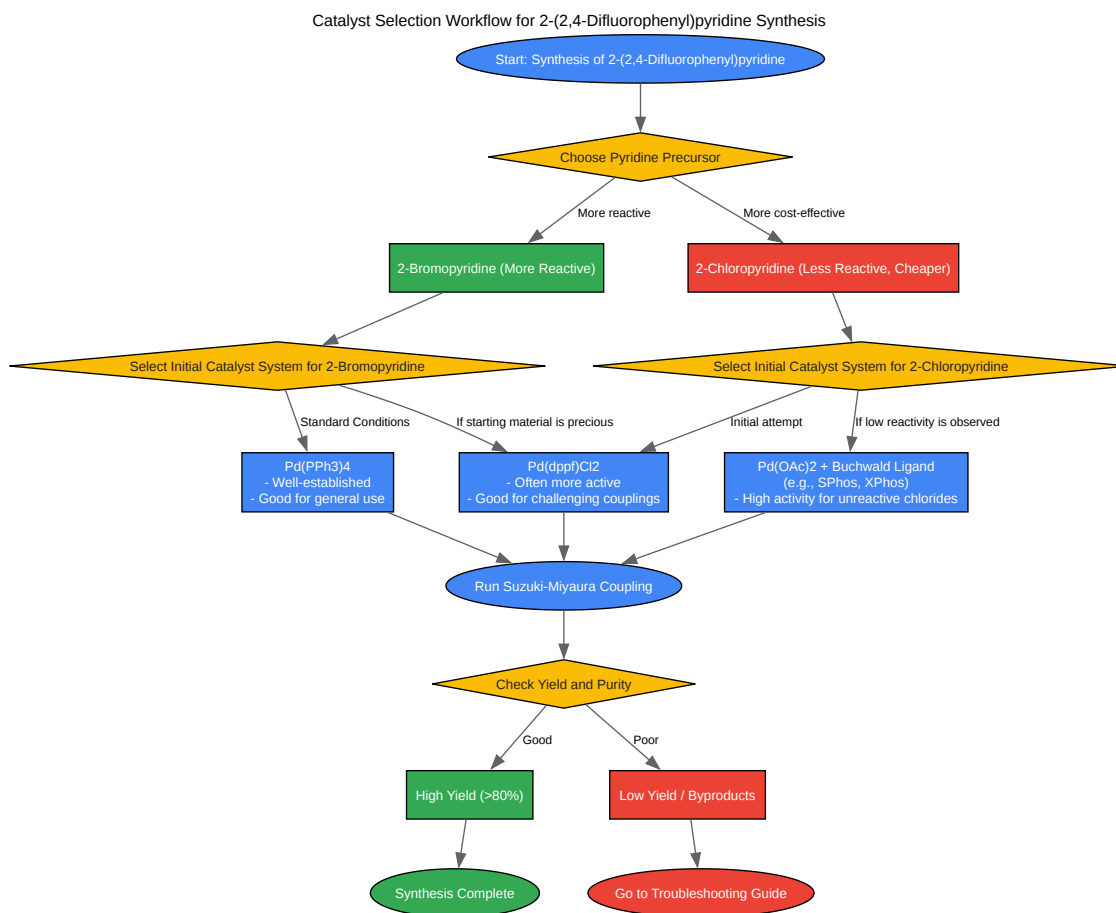 Catalyst Selection Workflow for 2-(2,4-Difluorophenyl)pyridine Synthesis
Start: Synthesis of 2-(2,4-Difluorophenyl)pyridine
Choose Pyridine Precursor
More reactive
More cost-effective
2-Bromopyridine (More Reactive)
2-Chloropyridine (Less Reactive, Cheaper)
Select Initial Catalyst System for 2-Bromopyridine
Select Initial Catalyst System for 2-Chloropyridine
Standard Conditions
If starting material is precious
Initial attempt
If low reactivity is observed
Pd(PPh3)4
- Well-established
- Good for general use
Pd(dppf)Cl2
- Often more active
- Good for challenging couplings
Pd(OAc)2 + Buchwald Ligand
(e.g., SPhos, XPhos)
- High activity for unreactive chlorides
Run Suzuki-Miyaura Coupling
Check Yield and Purity
Good
Poor
High Yield (>80%)
Low Yield / Byproducts
Synthesis Complete
Go to Troubleshooting Guide